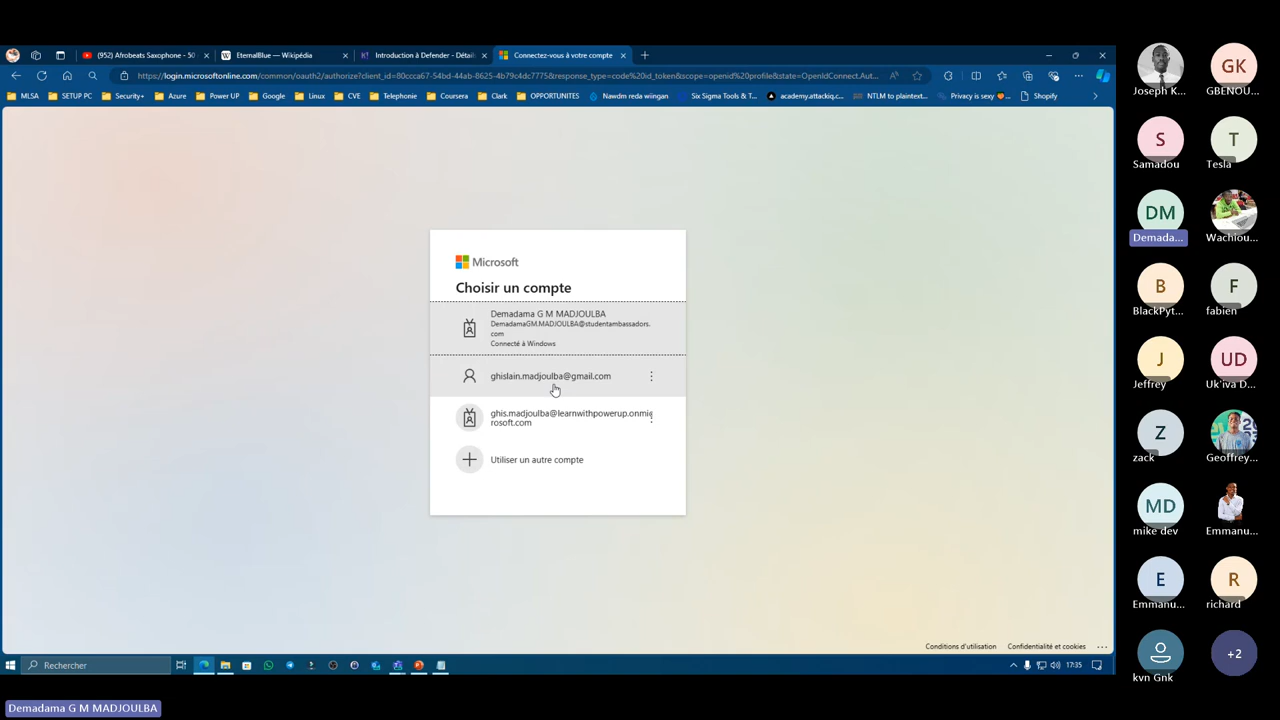 (952) Afrobeats Saxophone - 50
EternalBlue — Wikipédia
Introduction à Defender - Détail
Connectez-vous à votre compte
https://login.microsoftonline.com/common/oauth2/authorize?client_id=80ccca67-54bd-44ab-8625-4b79c4dc7775&response_type=code%20id_token&scope=openid%20profile&state=OpenIdConnect.Aut...
MLSA
SETUP PC
Security+
Azure
Power UP
Google
Linux
CVE
Telephonie
Coursera
Clark
OPPORTUNITES
Nawdm reda wiingan
Six Sigma Tools & T...
academy.attackiq.c...
NTLM to plaintext...
Privacy is sexy
Shopify
Microsoft
Choisir un compte
Demadama G M MADJOULBA
DemadamaGM.MADJOULBA@studentambassadors.
com
Connecté à Windows
ghislain.madjoulba@gmail.com
ghis.madjoulba@learnwithpowerup.onmic
rosoft.com
Utiliser un autre compte
Conditions d'utilisation
Confidentialité et cookies
...
Rechercher
17:35
Joseph K...
GK
GBENOU...
S
Samadou
T
Tesla
DM
Demada...
Wachiou...
B
BlackPyt...
F
fabien
J
Jeffrey
UD
Uk'iva D...
Z
zack
Geoffrey...
MD
mike dev
Emmanu...
E
Emmanu...
R
richard
kvn Gnk
+2
Demadama G M MADJOULBA